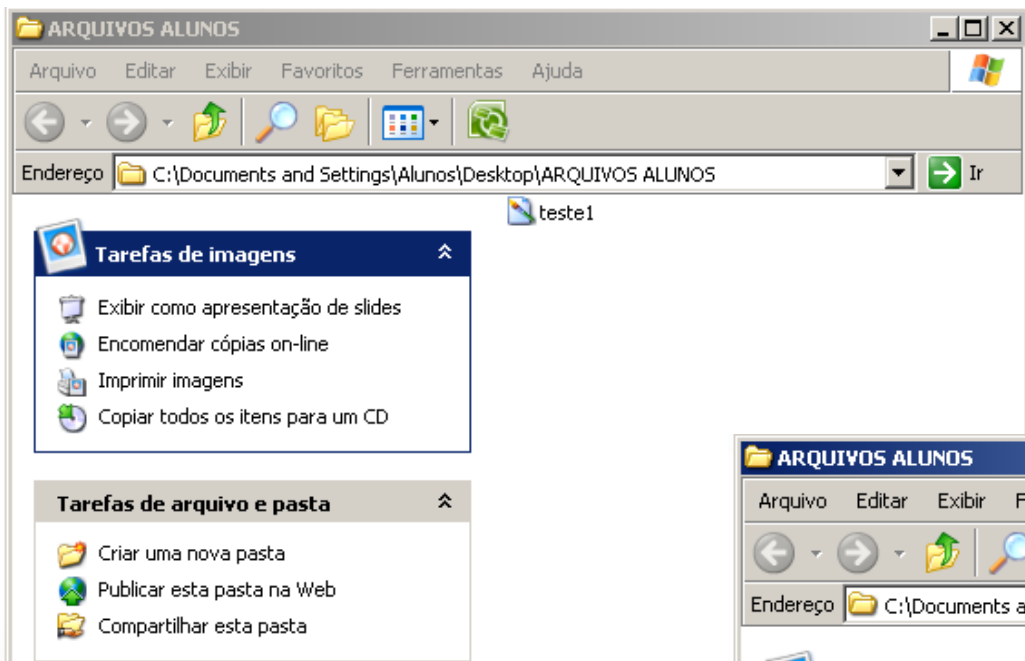 ARQUIVOS ALUNOS
Arquivo Editar Exibir Favoritos Ferramentas Ajuda
Endereço C:\Documents and Settings\Alunos\Desktop\ARQUIVOS ALUNOS Ir
teste1
Tarefas de imagens
Exibir como apresentação de slides
Encomendar cópias on-line
Imprimir imagens
Copiar todos os itens para um CD
Tarefas de arquivo e pasta
Criar uma nova pasta
Publicar esta pasta na Web
Compartilhar esta pasta
ARQUIVOS ALUNOS
Arquivo Editar Exibir F
Endereço C:\Documents a